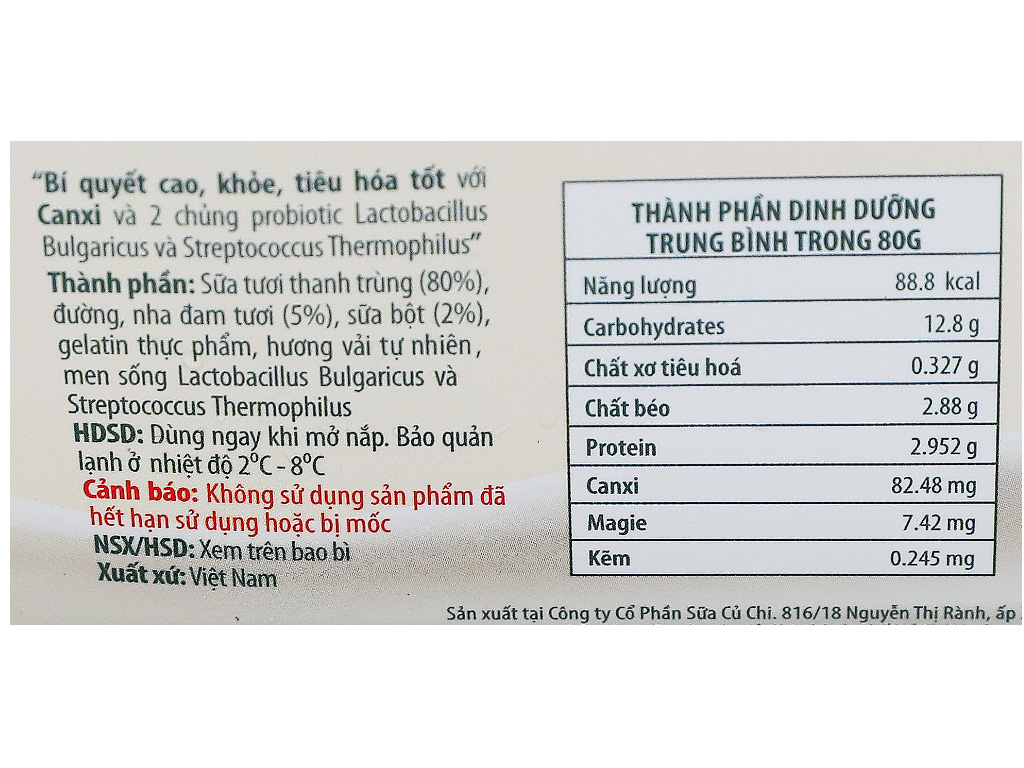 “Bí quyết cao, khỏe, tiêu hóa tốt với
Canxi và 2 chủng probiotic Lactobacillus
Bulgaricus và Streptococcus Thermophilus”
Thành phần: Sữa tươi thanh trùng (80%),
đường, nha đam tươi (5%), sữa bột (2%),
gelatin thực phẩm, hương vải tự nhiên,
men sống Lactobacillus Bulgaricus và
Streptococcus Thermophilus
HDSD: Dùng ngay khi mở nắp. Bảo quản
lạnh ở nhiệt độ 2⁰C - 8⁰C
Cảnh báo: Không sử dụng sản phẩm đã
hết hạn sử dụng hoặc bị mốc
NSX/HSD: Xem trên bao bì
Xuất xứ: Việt Nam
THÀNH PHẦN DINH DƯỠNG
TRUNG BÌNH TRONG 80G
Năng lượng 88.8 kcal
Carbohydrates 12.8 g
Chất xơ tiêu hoá 0.327 g
Chất béo 2.88 g
Protein 2.952 g
Canxi 82.48 mg
Magie 7.42 mg
Kẽm 0.245 mg
Sản xuất tại Công ty Cổ Phần Sữa Củ Chi. 816/18 Nguyễn Thị Rành, ấp